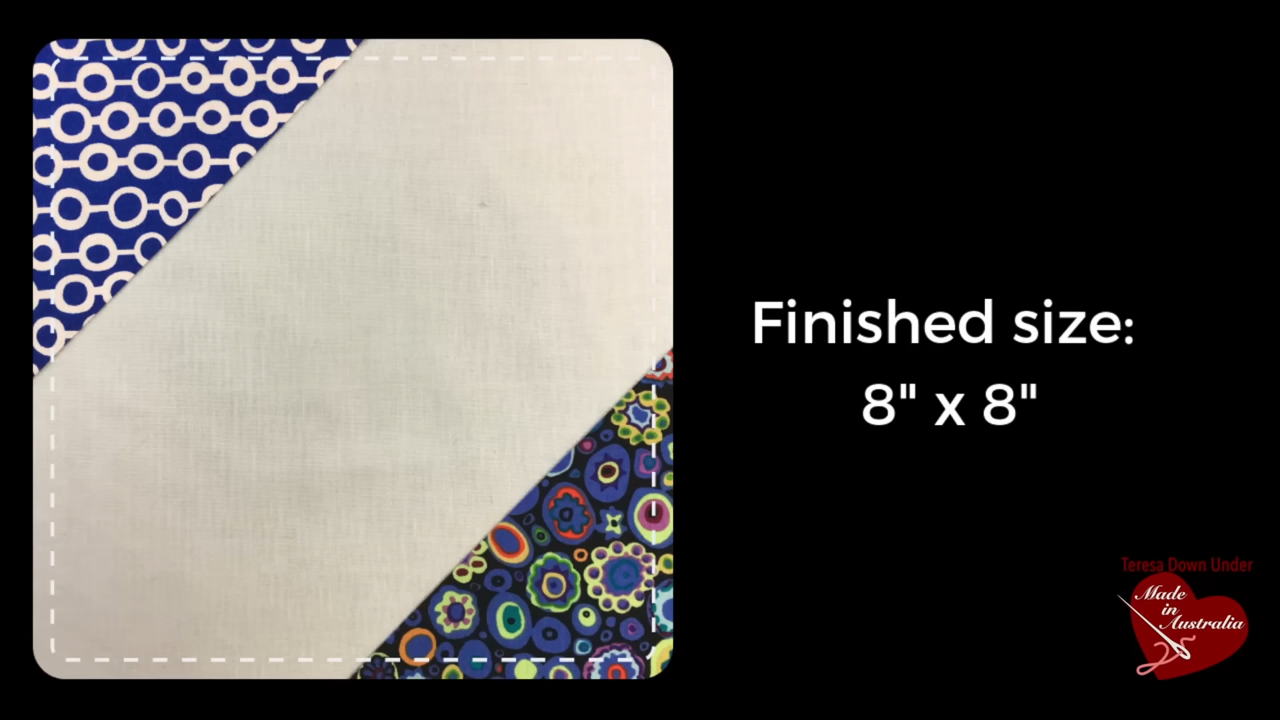 Finished size:
8" x 8"
Teresa Down Under
Made
in
Australia